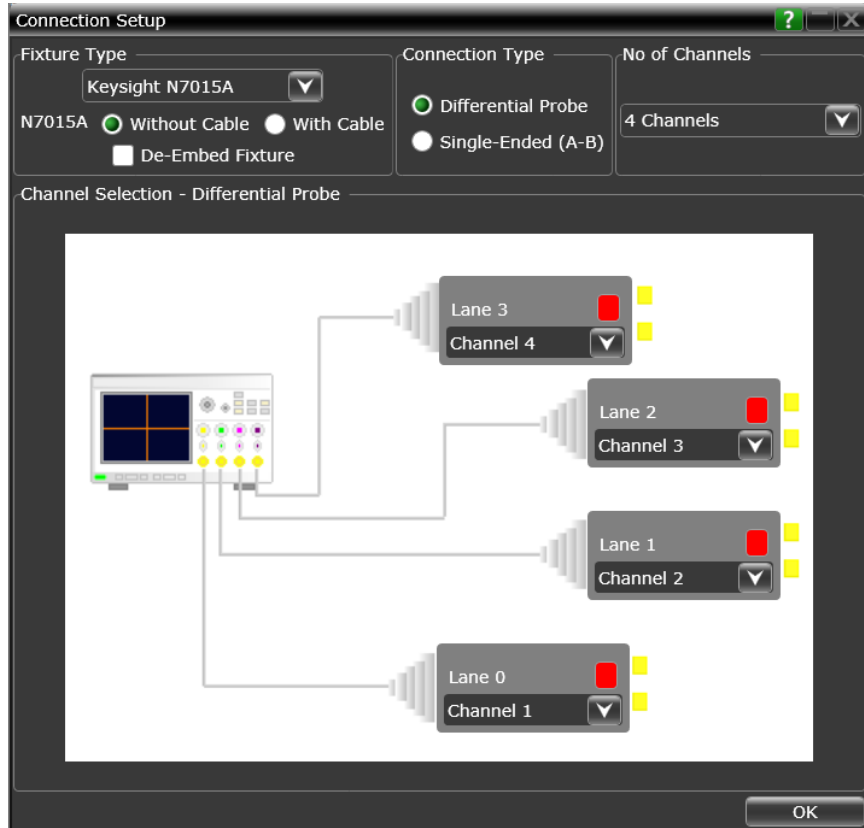 Connection Setup
?
Fixture Type
Connection Type
No of Channels
Keysight N7015A
N7015A Without Cable With Cable
De-Embed Fixture
Differential Probe
Single-Ended (A-B)
4 Channels
Channel Selection - Differential Probe
Lane 3
Channel 4
Lane 2
Channel 3
Lane 1
Channel 2
Lane 0
Channel 1
OK